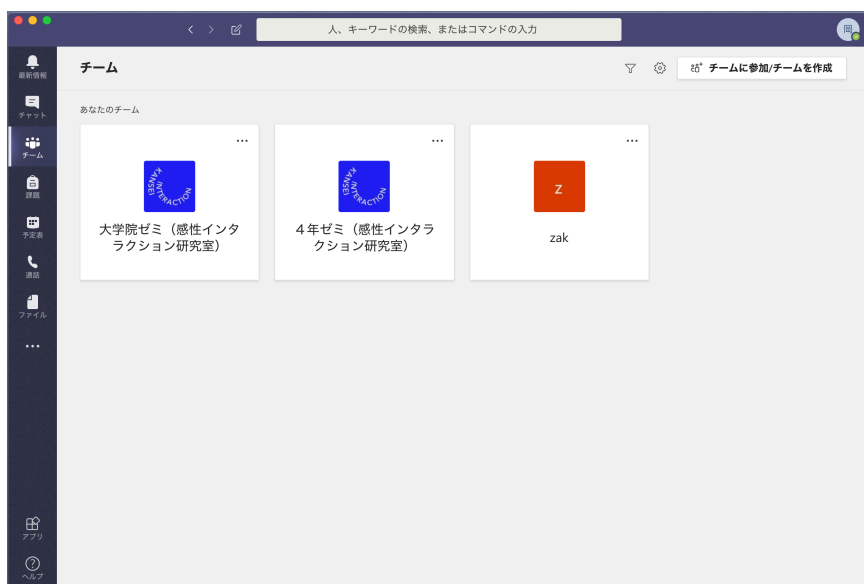 人、キーワードの検索、またはコマンドの入力
岡
最新情報
チャット
チーム
課題
予定表
通話
ファイル
アプリ
ヘルプ
チーム
チームに参加/チームを作成
あなたのチーム
KANSEI
INTERACTION
大学院ゼミ（感性インタ
ラクション研究室）
KANSEI
INTERACTION
４年ゼミ（感性インタラ
クション研究室）
Z
zak